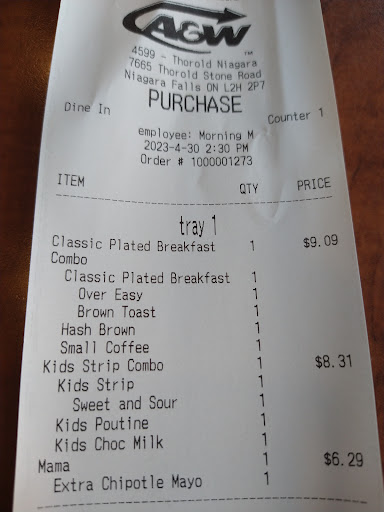 A&W™
4599 - Thorold Niagara
7665 Thorold Stone Road
Niagara Falls ON L2H 2P7
PURCHASE
Dine In Counter 1
employee: Morning M
2023-4-30 2:30 PM
Order # 1000001273
ITEM QTY PRICE
tray 1
Classic Plated Breakfast 1 $9.09
Combo
Classic Plated Breakfast 1
Over Easy 1
Brown Toast 1
Hash Brown 1
Small Coffee 1
Kids Strip Combo 1 $8.31
Kids Strip 1
Sweet and Sour 1
Kids Poutine 1
Kids Choc Milk 1
Mama 1 $6.29
Extra Chipotle Mayo 1